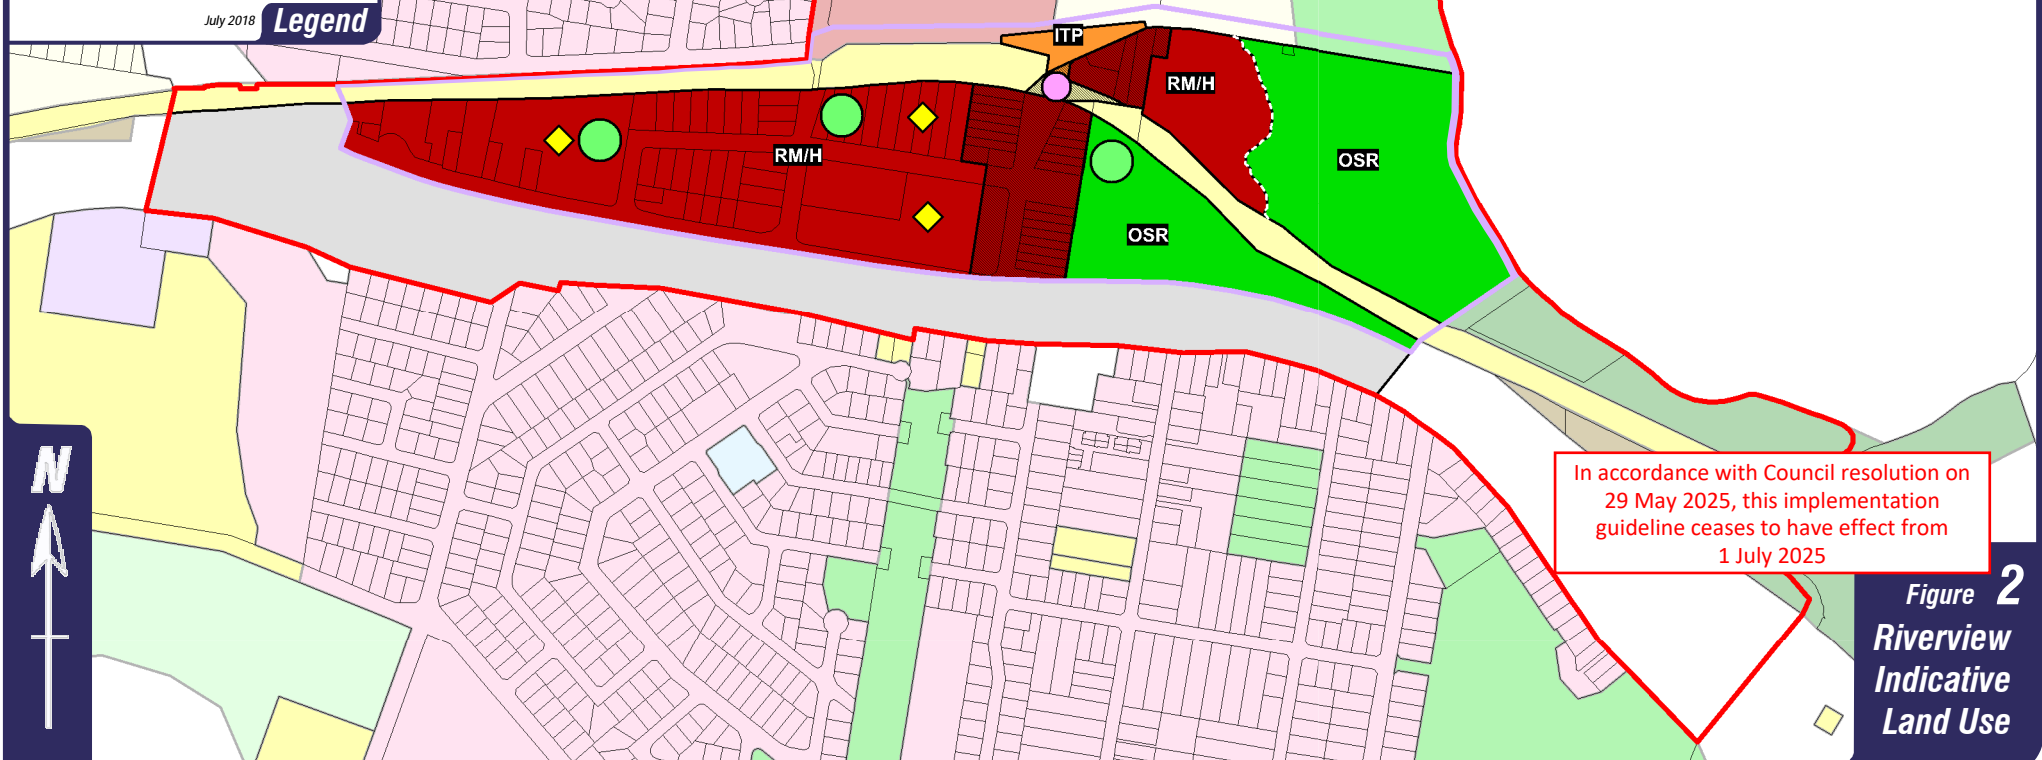 July 2018
Legend
ITP
RM/H
OSR
RM/H
OSR
N
In accordance with Council resolution on
29 May 2025, this implementation
guideline ceases to have effect from
1 July 2025
Figure 2
Riverview
Indicative
Land Use